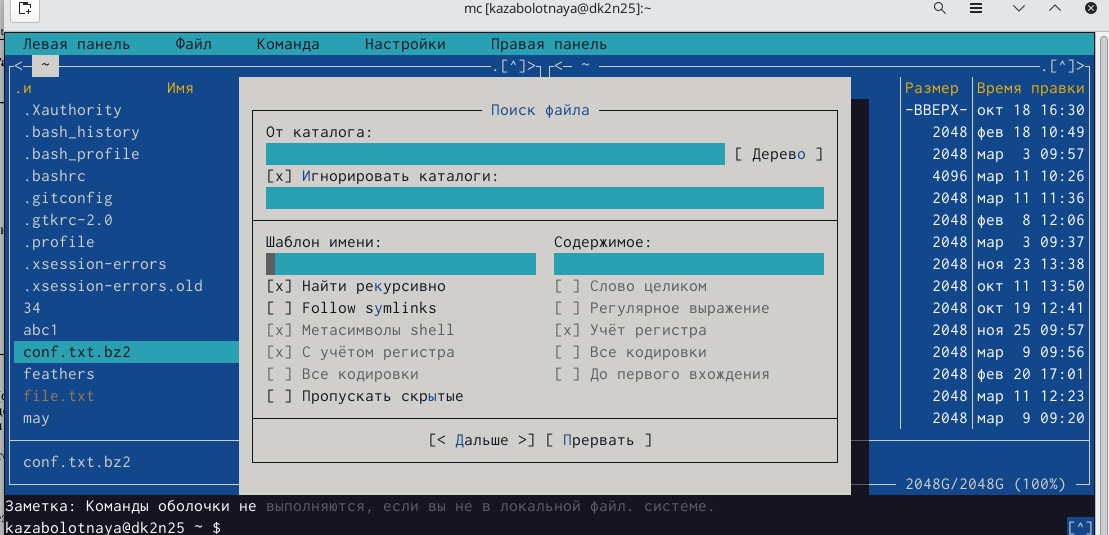 mc [kazabolotnaya@dk2n25]:~
Левая панель Файл Команда Настройки Правая панель
<— ~ .[^]> <— ~ .[^]>
.и Имя Размер Время правки
.Xauthority -ВВЕРХ- окт 18 16:30
.bash_history 2048 фев 18 10:49
.bash_profile 2048 мар 3 09:57
.bashrc 4096 мар 11 10:26
.gitconfig 2048 мар 11 11:36
.gtkrc-2.0 2048 фев 8 12:06
.profile 2048 мар 3 09:37
.xsession-errors 2048 ноя 23 13:38
.xsession-errors.old 2048 окт 11 13:50
34 2048 окт 19 12:41
abc1 2048 ноя 25 09:57
conf.txt.bz2 2048 мар 9 09:56
feathers 2048 фев 20 17:01
file.txt 2048 мар 11 12:23
may 2048 мар 9 09:20
conf.txt.bz2
2048G/2048G (100%)
Поиск файла
От каталога:
[ Дерево ]
[x] Игнорировать каталоги:
Шаблон имени: Содержимое:
[x] Найти рекурсивно [ ] Слово целиком
[ ] Follow symlinks [ ] Регулярное выражение
[x] Метасимволы shell [x] Учёт регистра
[x] С учётом регистра [ ] Все кодировки
[ ] Все кодировки [ ] До первого вхождения
[ ] Пропускать скрытые
[< Дальше >] [ Прервать ]
Заметка: Команды оболочки не выполняются, если вы не в локальной файл. системе.
kazabolotnaya@dk2n25 ~ $ [^]